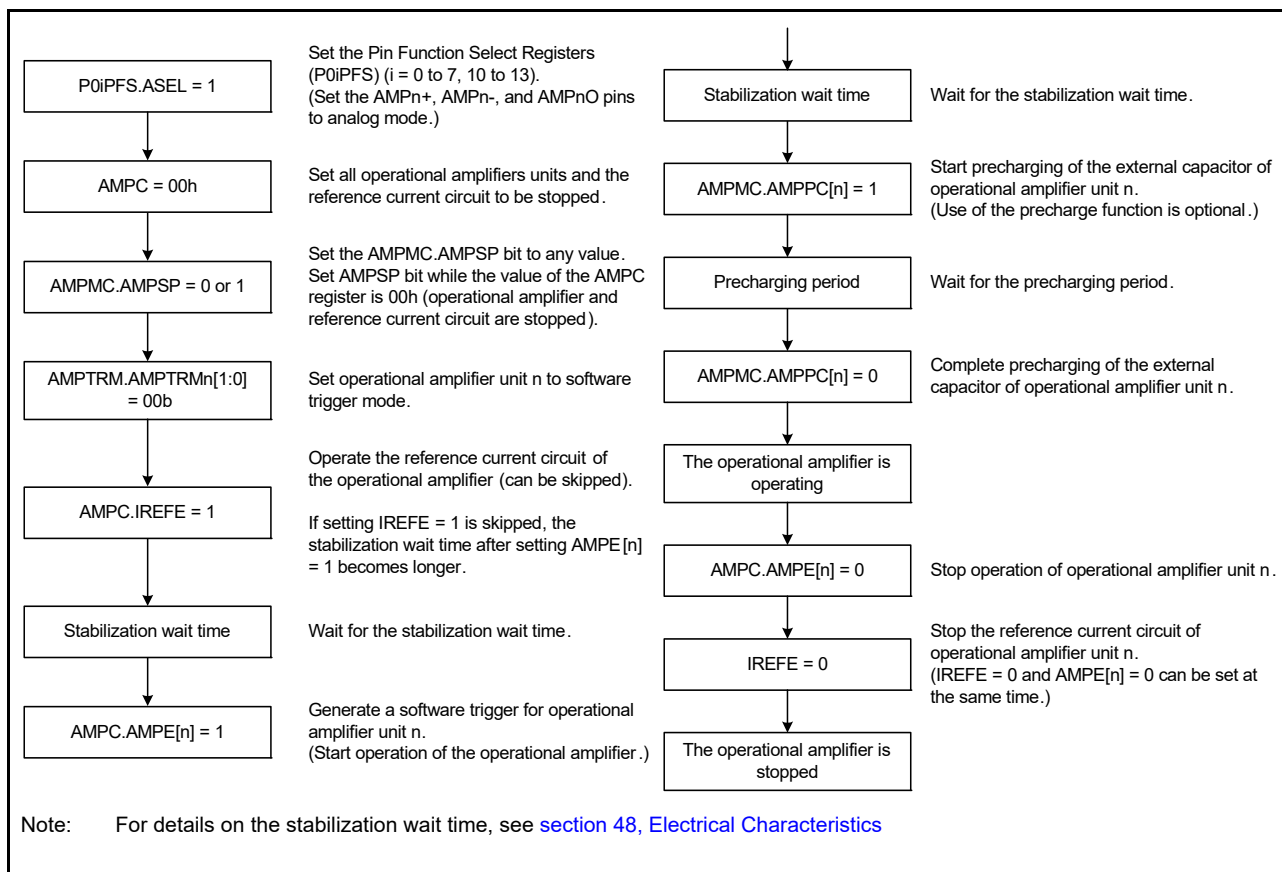 P0iPFS.ASEL = 1
Set the Pin Function Select Registers
(P0iPFS) (i = 0 to 7, 10 to 13).
(Set the AMPn+, AMPn-, and AMPnO pins
to analog mode.)
AMPC = 00h
Set all operational amplifiers units and the
reference current circuit to be stopped.
AMPMC.AMPSP = 0 or 1
Set the AMPMC.AMPSP bit to any value.
Set AMPSP bit while the value of the AMPC
register is 00h (operational amplifier and
reference current circuit are stopped).
AMPTRM.AMPTRMn[1:0]
= 00b
Set operational amplifier unit n to software
trigger mode.
AMPC.IREFE = 1
Operate the reference current circuit of
the operational amplifier (can be skipped).
If setting IREFE = 1 is skipped, the
stabilization wait time after setting AMPE[n]
= 1 becomes longer.
Stabilization wait time
Wait for the stabilization wait time.
AMPC.AMPE[n] = 1
Generate a software trigger for operational
amplifier unit n.
(Start operation of the operational amplifier.)
Stabilization wait time
Wait for the stabilization wait time.
AMPMC.AMPPC[n] = 1
Start precharging of the external capacitor of
operational amplifier unit n.
(Use of the precharge function is optional.)
Precharging period
Wait for the precharging period.
AMPMC.AMPPC[n] = 0
Complete precharging of the external
capacitor of operational amplifier unit n.
The operational amplifier is
operating
AMPC.AMPE[n] = 0
Stop operation of operational amplifier unit n.
IREFE = 0
Stop the reference current circuit of
operational amplifier unit n.
(IREFE = 0 and AMPE[n] = 0 can be set at
the same time.)
The operational amplifier is
stopped
Note: For details on the stabilization wait time, see section 48, Electrical Characteristics